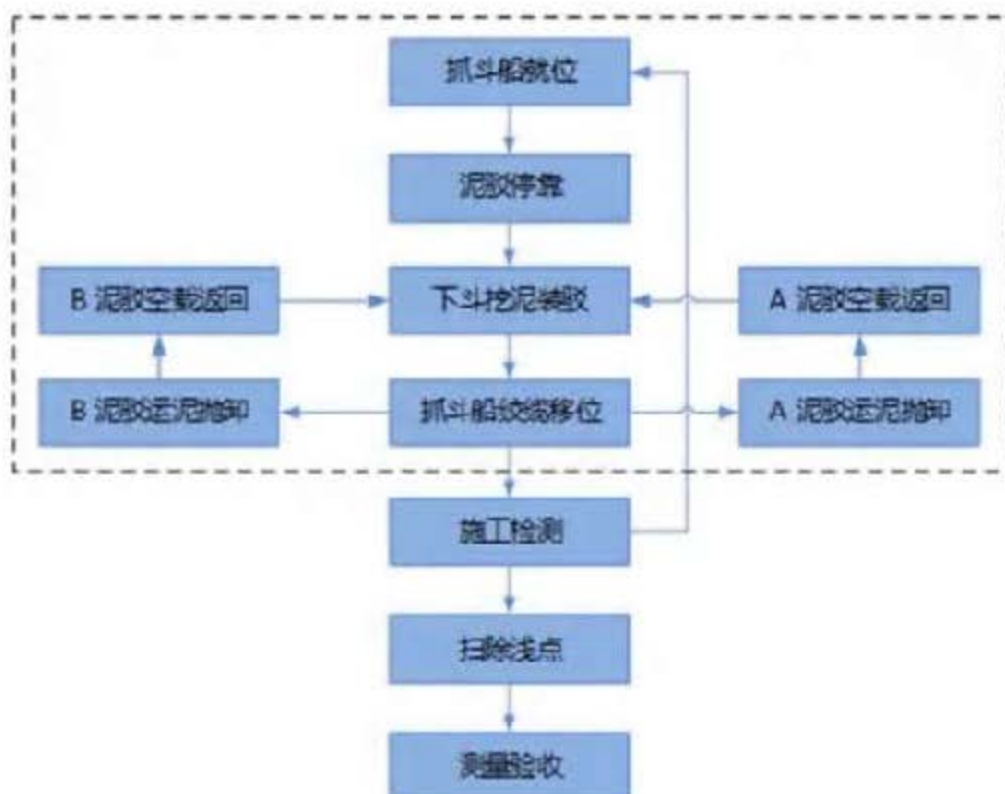 抓斗船就位
泥驳停靠
B 泥驳空载返回
下斗挖泥装驳
A 泥驳空载返回
B 泥驳运泥抛卸
抓斗船绞缆移位
A 泥驳运泥抛卸
施工检测
扫除浅点
测量验收